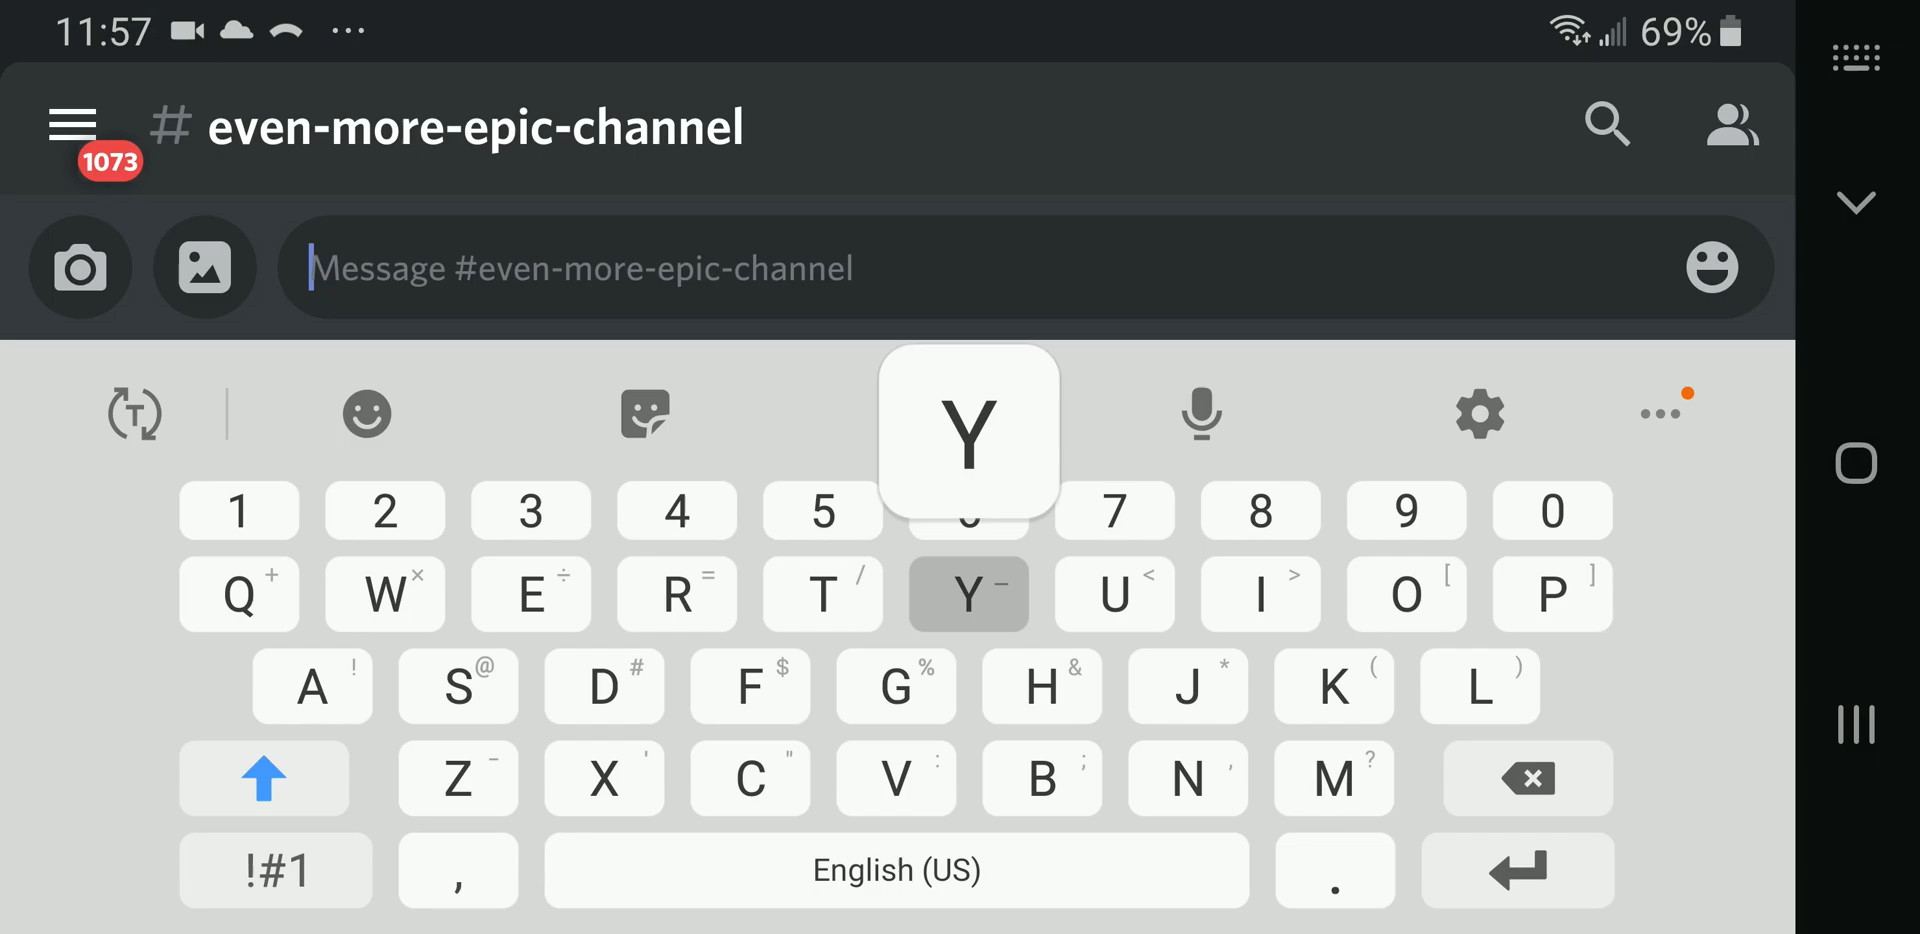 11:57 69%
# even-more-epic-channel
1073
Message #even-more-epic-channel
T
Y
1 2 3 4 5 7 8 9 0
Q + W × E ÷ R = T / Y – U < I > O [ P ]
A ! S @ D # F $ G % H & J * K ( L )
Z - X ' C " V : B ; N , M ?
!#1 , English (US) .